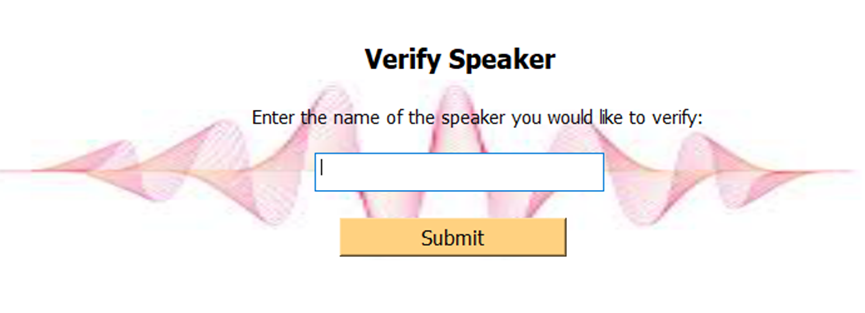 Verify Speaker
Enter the name of the speaker you would like to verify:
Submit